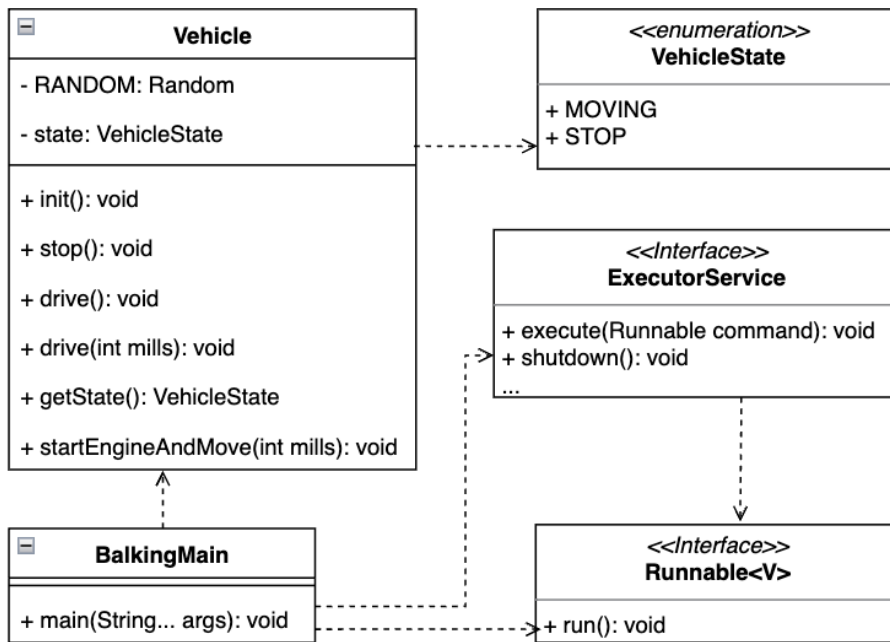 Vehicle
- RANDOM: Random
- state: VehicleState
+ init(): void
+ stop(): void
+ drive(): void
+ drive(int mills): void
+ getState(): VehicleState
+ startEngineAndMove(int mills): void
<<enumeration>>
VehicleState
+ MOVING
+ STOP
<<Interface>>
ExecutorService
+ execute(Runnable command): void
+ shutdown(): void
...
BalkingMain
+ main(String... args): void
<<Interface>>
Runnable<V>
+ run(): void